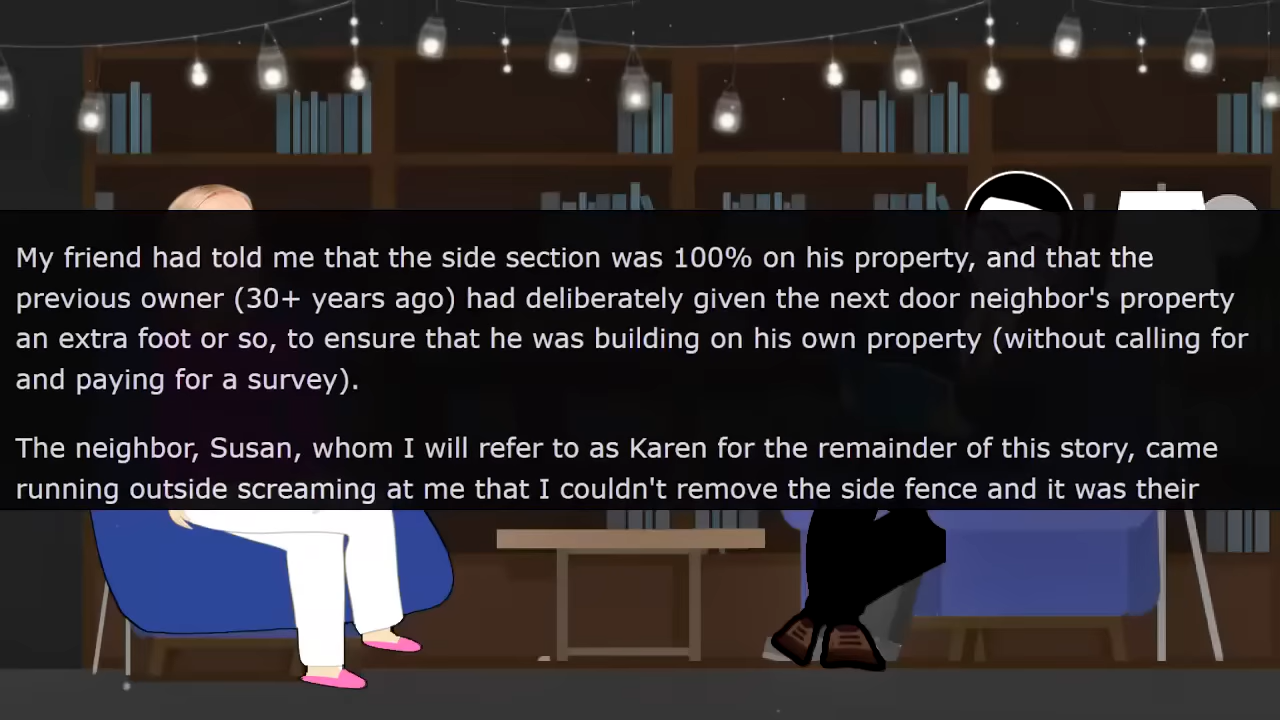 My friend had told me that the side section was 100% on his property, and that the
previous owner (30+ years ago) had deliberately given the next door neighbor's property
an extra foot or so, to ensure that he was building on his own property (without calling for
and paying for a survey).
The neighbor, Susan, whom I will refer to as Karen for the remainder of this story, came
running outside screaming at me that I couldn't remove the side fence and it was their